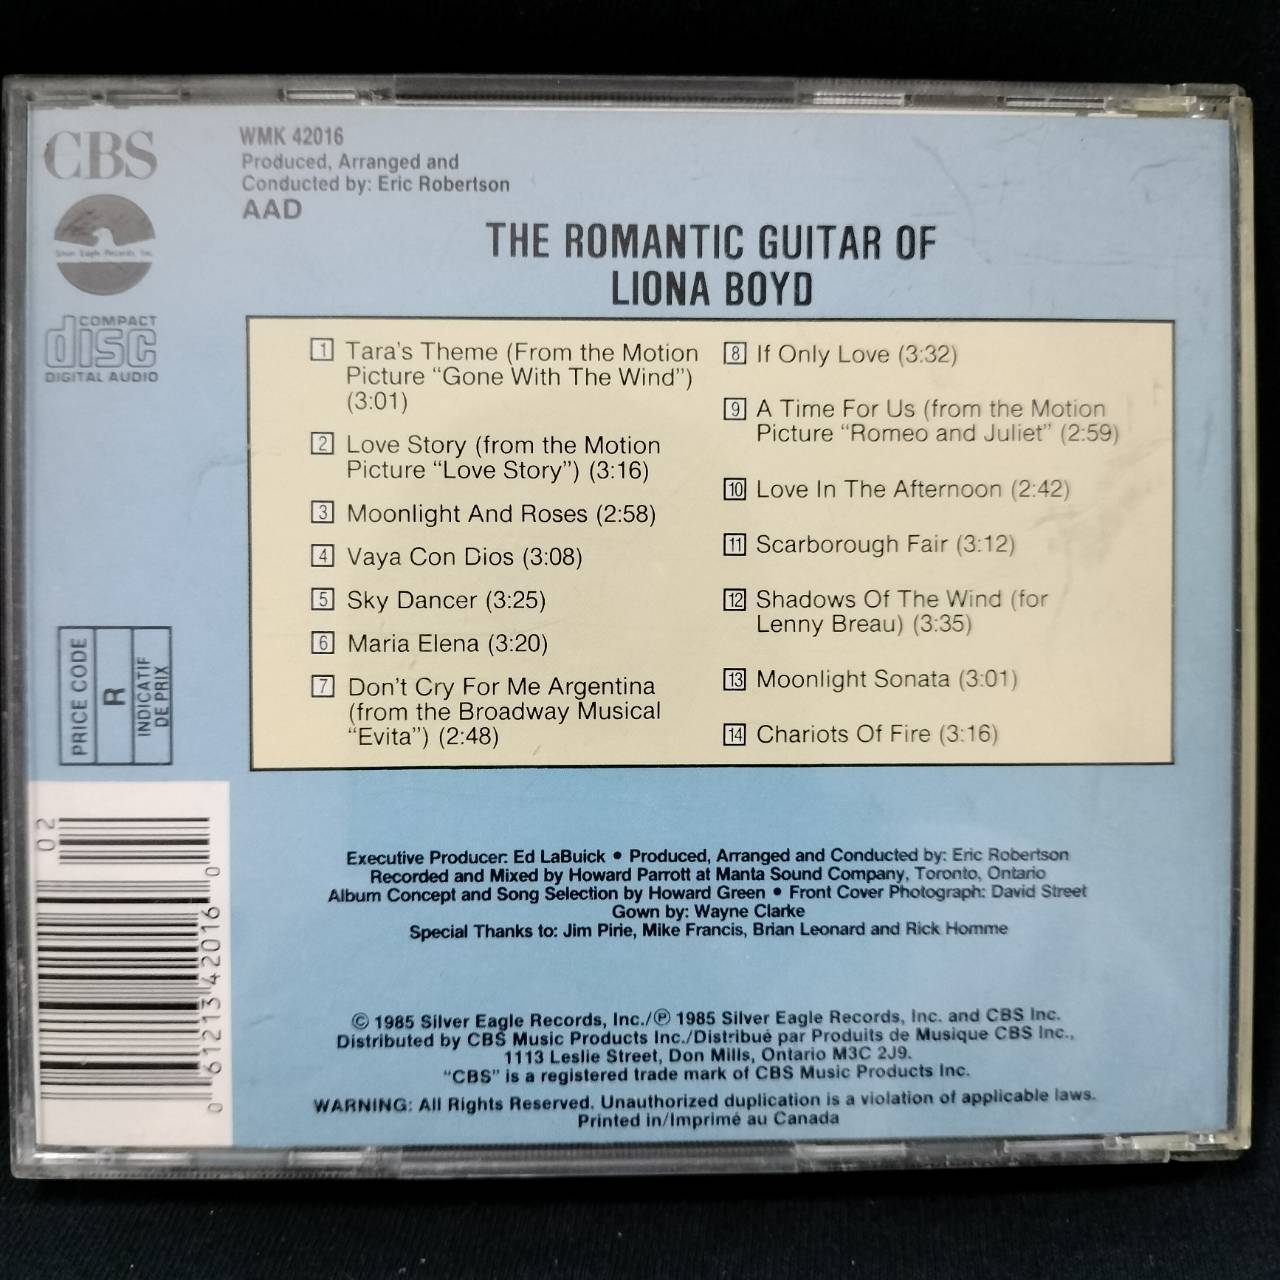 CBS
WMK 42016
Produced, Arranged and
Conducted by: Eric Robertson
AAD
Silver Eagle Records, Inc.
COMPACT
disc
DIGITAL AUDIO
THE ROMANTIC GUITAR OF
LIONA BOYD
1 Tara's Theme (From the Motion
Picture “Gone With The Wind”)
(3:01)
2 Love Story (from the Motion
Picture “Love Story”) (3:16)
3 Moonlight And Roses (2:58)
4 Vaya Con Dios (3:08)
5 Sky Dancer (3:25)
6 Maria Elena (3:20)
7 Don't Cry For Me Argentina
(from the Broadway Musical
“Evita”) (2:48)
8 If Only Love (3:32)
9 A Time For Us (from the Motion
Picture “Romeo and Juliet” (2:59)
10 Love In The Afternoon (2:42)
11 Scarborough Fair (3:12)
12 Shadows Of The Wind (for
Lenny Breau) (3:35)
13 Moonlight Sonata (3:01)
14 Chariots Of Fire (3:16)
PRICE CODE
R
INDICATIF
DE PRIX
02
0 61213 42016 0
Executive Producer: Ed LaBuick • Produced, Arranged and Conducted by: Eric Robertson
Recorded and Mixed by Howard Parrott at Manta Sound Company, Toronto, Ontario
Album Concept and Song Selection by Howard Green • Front Cover Photograph: David Street
Gown by: Wayne Clarke
Special Thanks to: Jim Pirie, Mike Francis, Brian Leonard and Rick Homme
© 1985 Silver Eagle Records, Inc./℗ 1985 Silver Eagle Records, Inc. and CBS Inc.
Distributed by CBS Music Products Inc./Distribué par Produits de Musique CBS Inc.,
1113 Leslie Street, Don Mills, Ontario M3C 2J9.
“CBS” is a registered trade mark of CBS Music Products Inc.
WARNING: All Rights Reserved. Unauthorized duplication is a violation of applicable laws.
Printed in/Imprimé au Canada